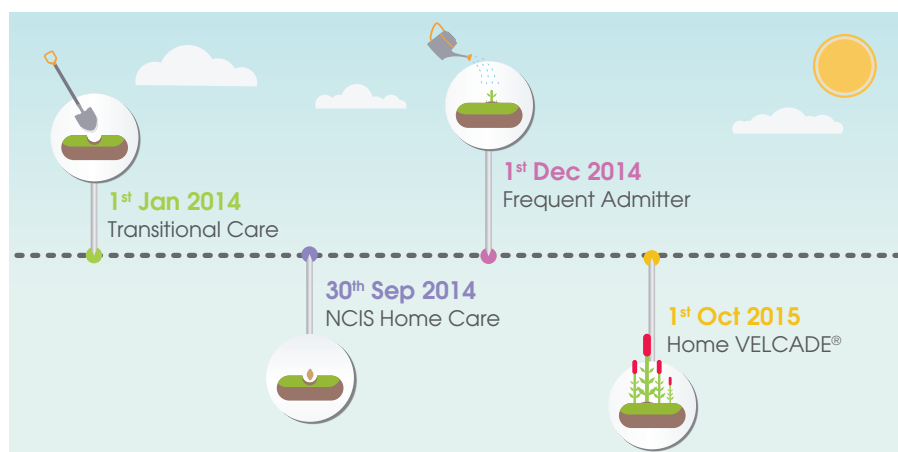 1st Jan 2014
Transitional Care
30th Sep 2014
NCIS Home Care
1st Dec 2014
Frequent Admitter
1st Oct 2015
Home VELCADE®